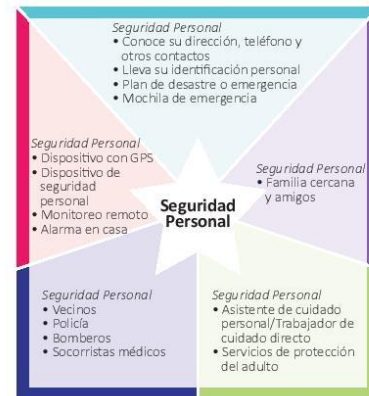 Seguridad Personal
• Conoce su dirección, teléfono y
otros contactos
• Lleva su identificación personal
• Plan de desastre o emergencia
• Mochila de emergencia
Seguridad Personal
• Dispositivo con GPS
• Dispositivo de
seguridad
personal
• Monitoreo remoto
• Alarma en casa
Seguridad
Personal
Seguridad Personal
• Familia cercana
y amigos
Seguridad Personal
• Vecinos
• Policía
• Bomberos
• Socorristas médicos
Seguridad Personal
• Asistente de cuidado
personal/Trabajador de
cuidado directo
• Servicios de protección
del adulto